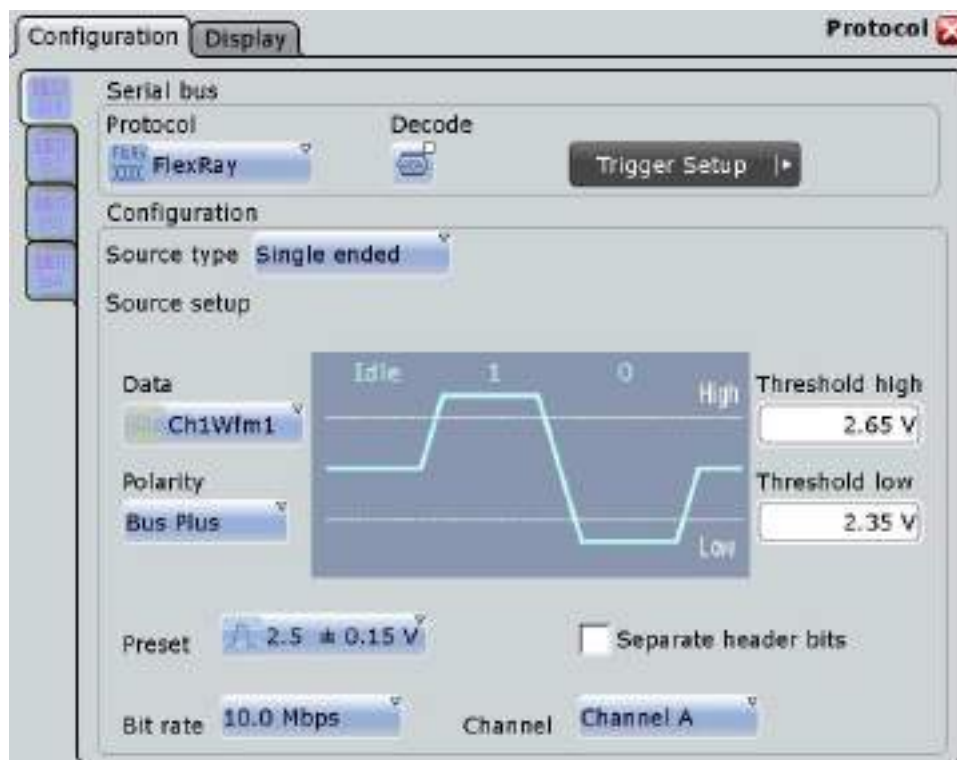 Configuration Display Protocol
Serial bus
Protocol Decode
FlexRay Trigger Setup
Configuration
Source type Single ended
Source setup
Idle 1 0
Data High Threshold high
Ch1Wfm1 2.65 V
Polarity Threshold low
Bus Plus 2.35 V
Low
Preset 2.5 ± 0.15 V Separate header bits
Bit rate 10.0 Mbps Channel Channel A